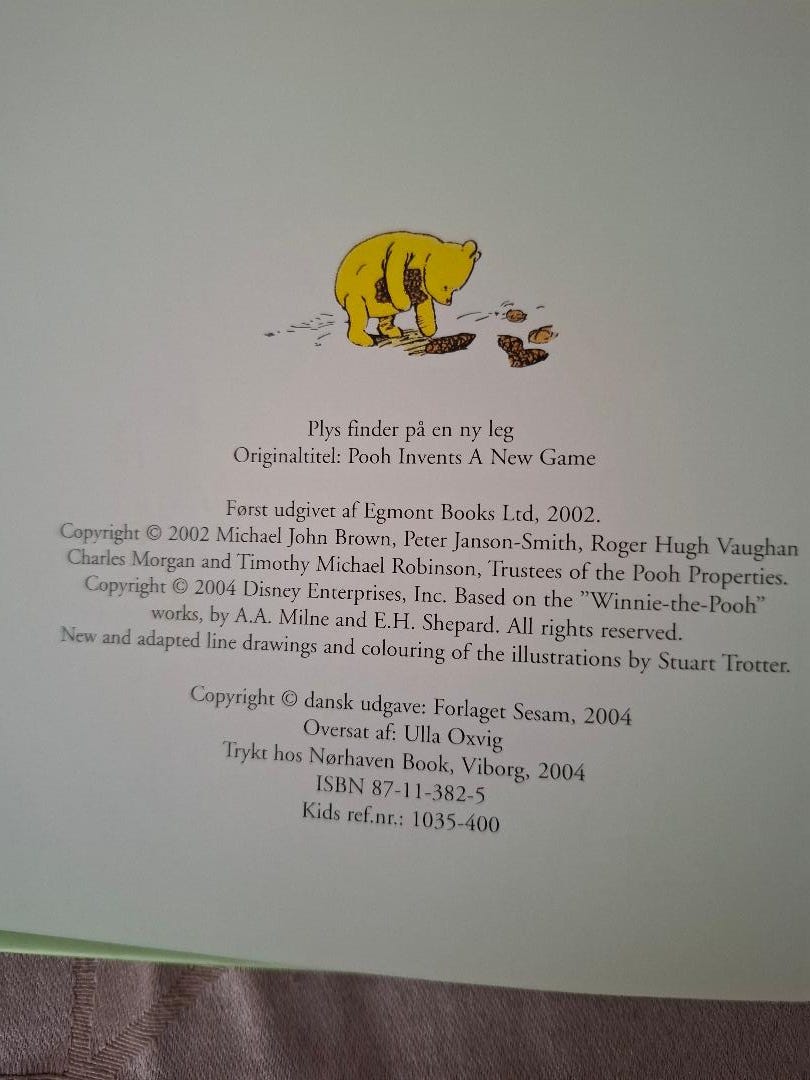 Plys finder på en ny leg
Originaltitel: Pooh Invents A New Game
Først udgivet af Egmont Books Ltd, 2002.
Copyright © 2002 Michael John Brown, Peter Janson-Smith, Roger Hugh Vaughan
Charles Morgan and Timothy Michael Robinson, Trustees of the Pooh Properties.
Copyright © 2004 Disney Enterprises, Inc. Based on the ”Winnie-the-Pooh”
works, by A.A. Milne and E.H. Shepard. All rights reserved.
New and adapted line drawings and colouring of the illustrations by Stuart Trotter.
Copyright © dansk udgave: Forlaget Sesam, 2004
Oversat af: Ulla Oxvig
Trykt hos Nørhaven Book, Viborg, 2004
ISBN 87-11-382-5
Kids ref.nr.: 1035-400